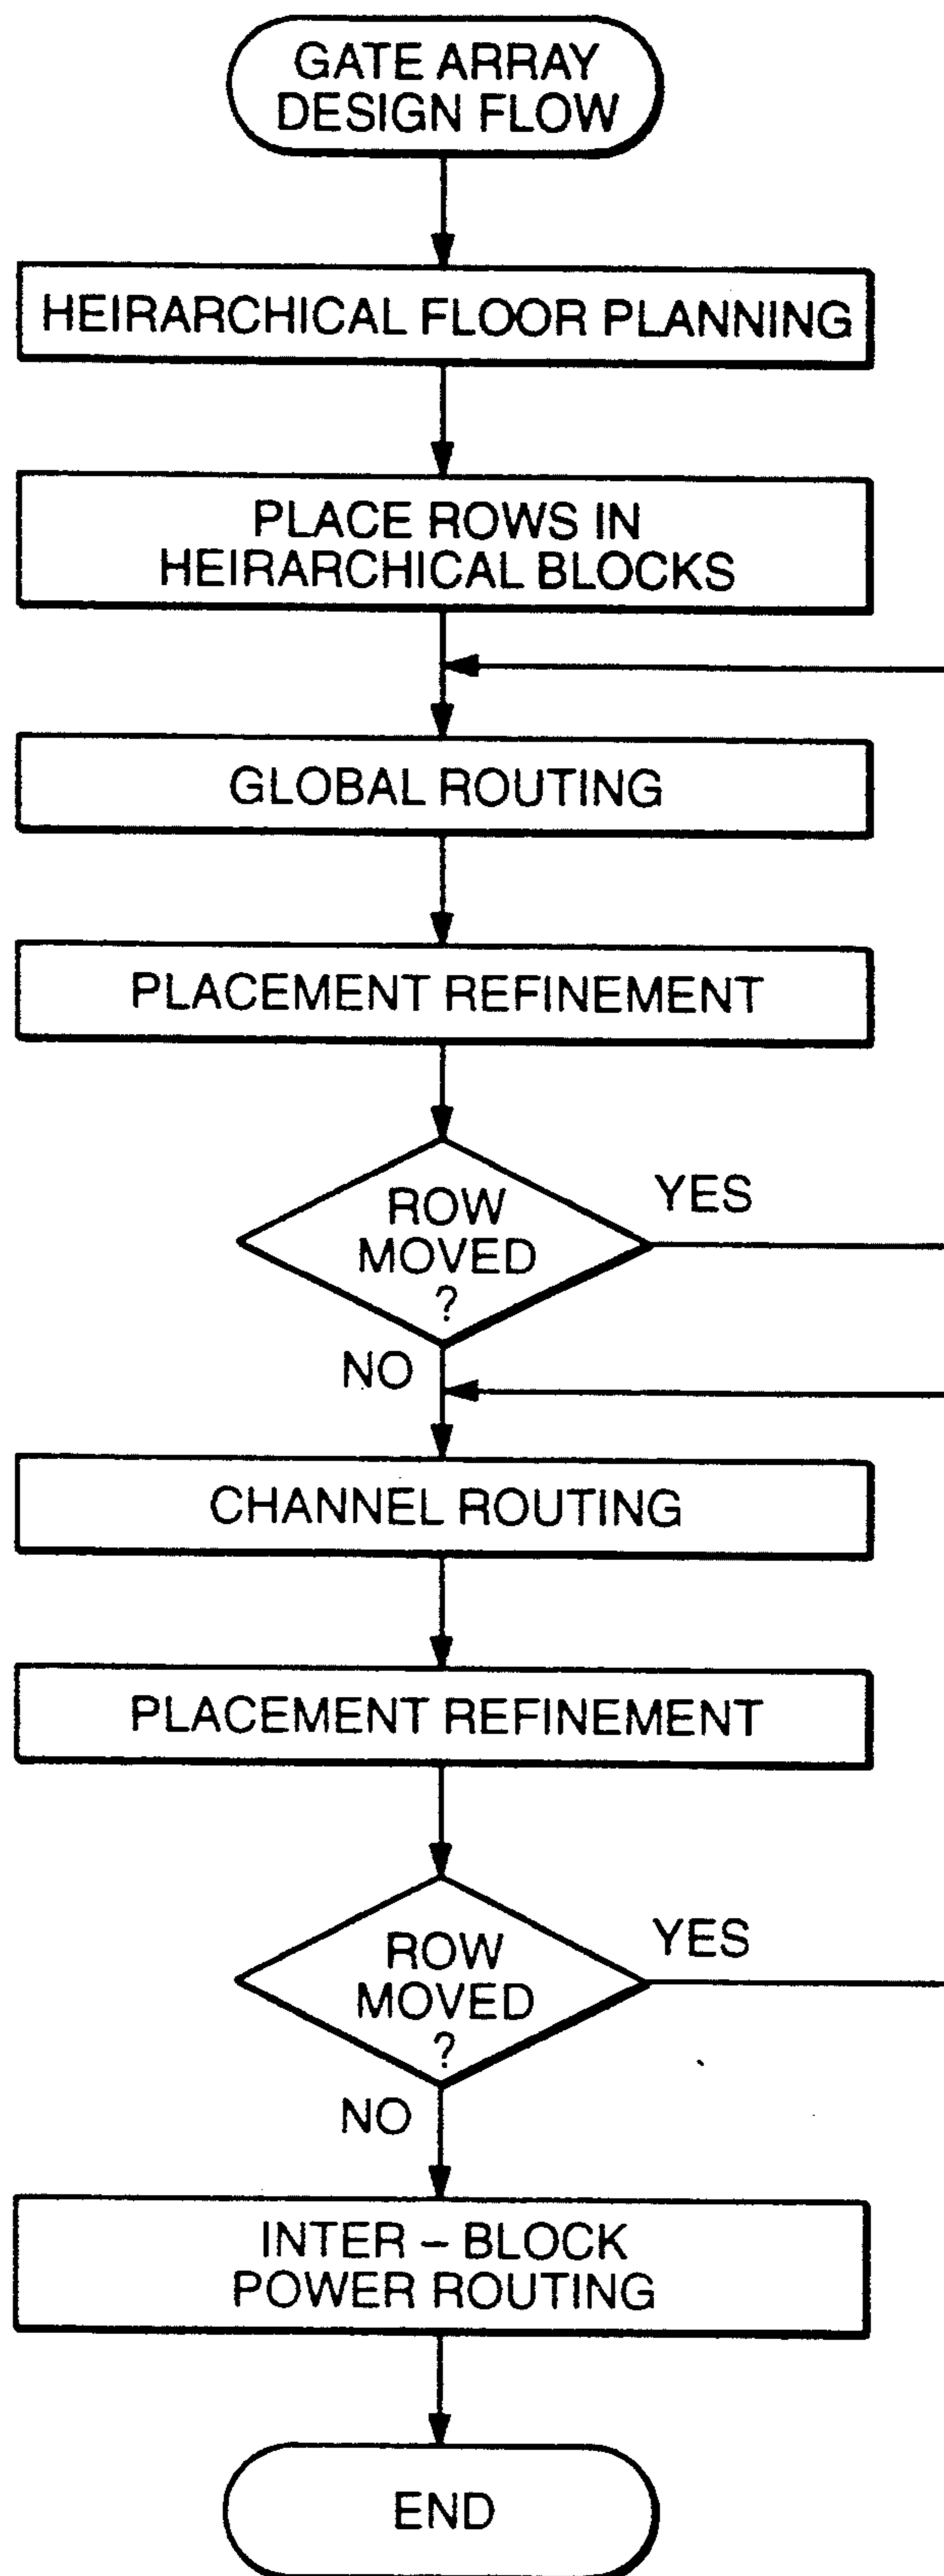 GATE ARRAY
DESIGN FLOW
HEIRARCHICAL FLOOR PLANNING
PLACE ROWS IN
HEIRARCHICAL BLOCKS
GLOBAL ROUTING
PLACEMENT REFINEMENT
ROW
MOVED
?
YES
NO
CHANNEL ROUTING
PLACEMENT REFINEMENT
ROW
MOVED
?
YES
NO
INTER – BLOCK
POWER ROUTING
END